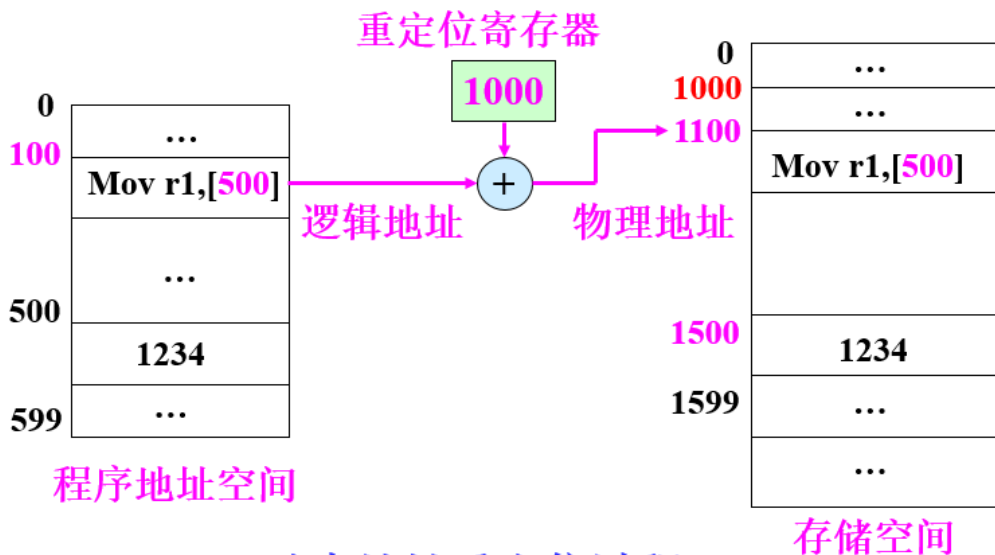 重定位寄存器
1000
0
…
100
Mov r1,[500]
…
500
1234
…
599
程序地址空间
逻辑地址
+
物理地址
0
…
1000
…
1100
Mov r1,[500]
1500
1234
1599
…
…
存储空间